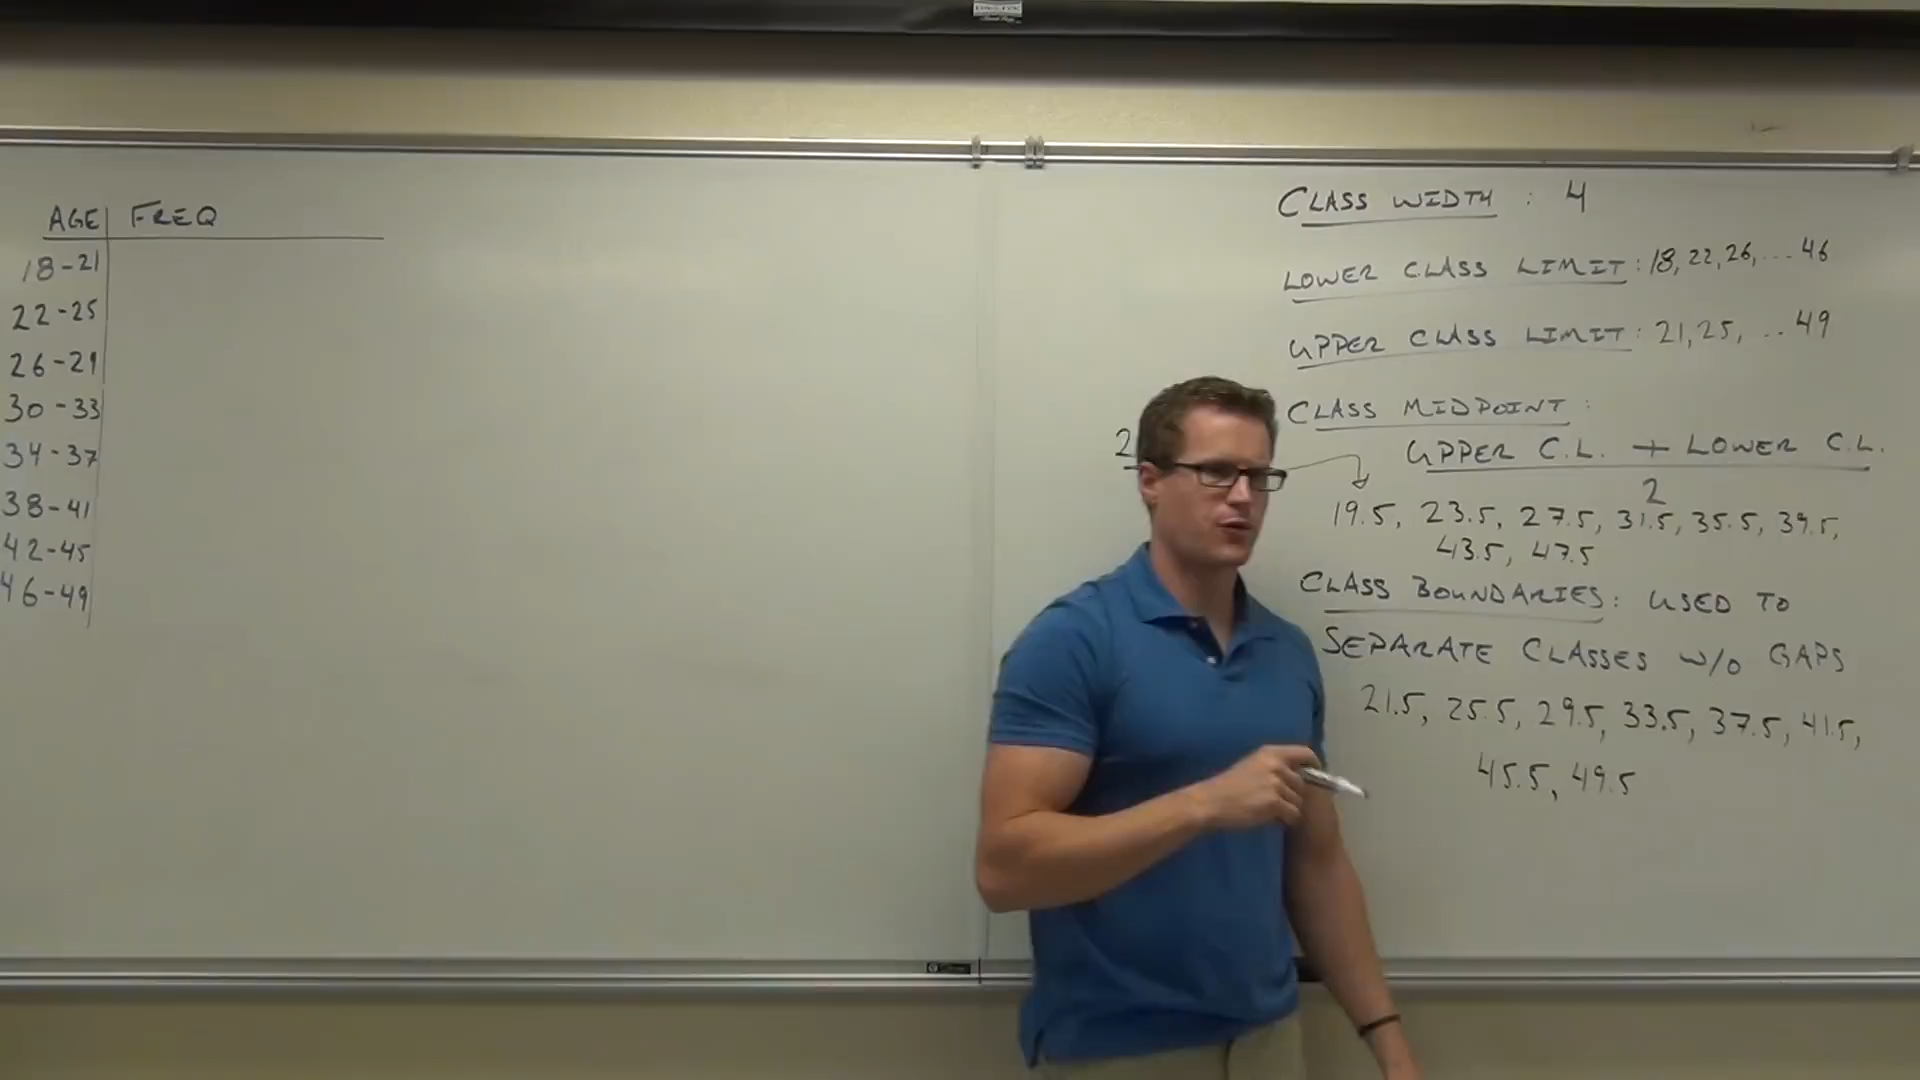 AGE FREQ
18-21
22-25
26-29
30-33
34-37
38-41
42-45
46-49
CLASS WIDTH : 4
LOWER CLASS LIMIT : 18, 22, 26, ... 46
UPPER CLASS LIMIT : 21, 25, ... 49
CLASS MIDPOINT :
UPPER C.L. + LOWER C.L.
2
2
19.5, 23.5, 27.5, 31.5, 35.5, 39.5,
43.5, 47.5
CLASS BOUNDARIES : USED TO
SEPARATE CLASSES W/O GAPS
21.5, 25.5, 29.5, 33.5, 37.5, 41.5,
45.5, 49.5